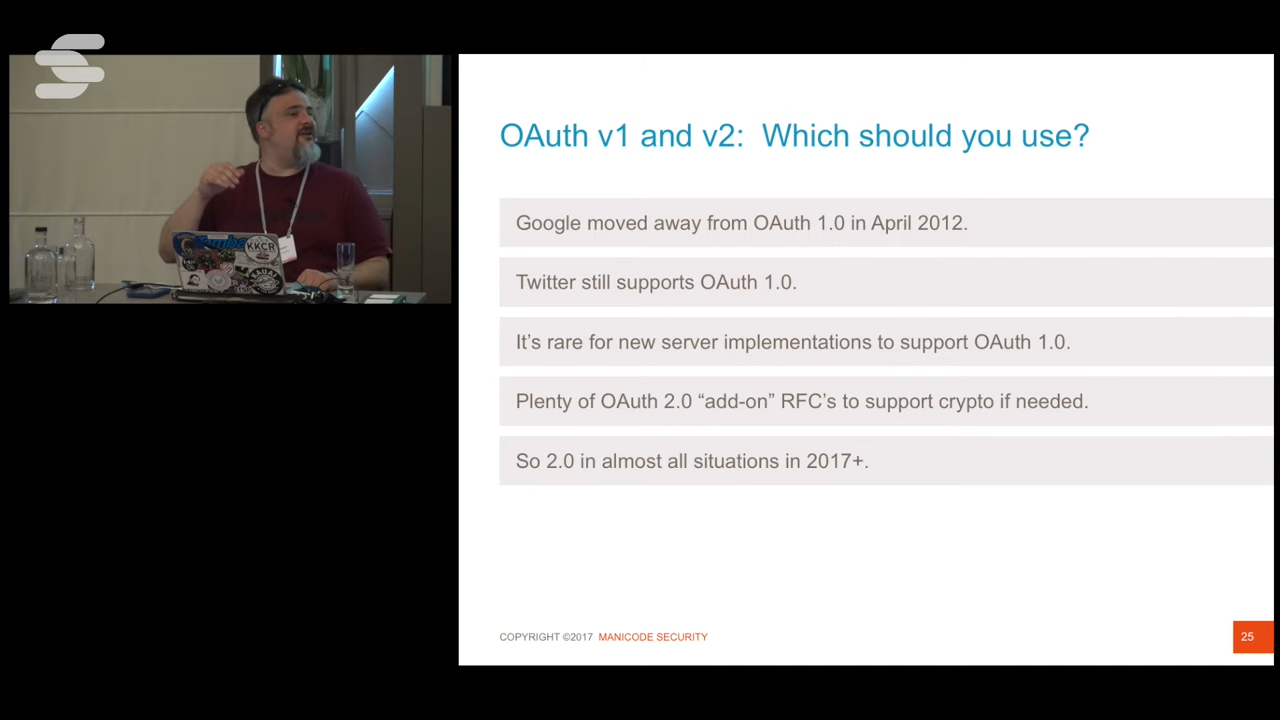 OAuth v1 and v2: Which should you use?
Google moved away from OAuth 1.0 in April 2012.
Twitter still supports OAuth 1.0.
It’s rare for new server implementations to support OAuth 1.0.
Plenty of OAuth 2.0 “add-on” RFC’s to support crypto if needed.
So 2.0 in almost all situations in 2017+.
COPYRIGHT ©2017 MANICODE SECURITY
25
KKCR
KAUAI